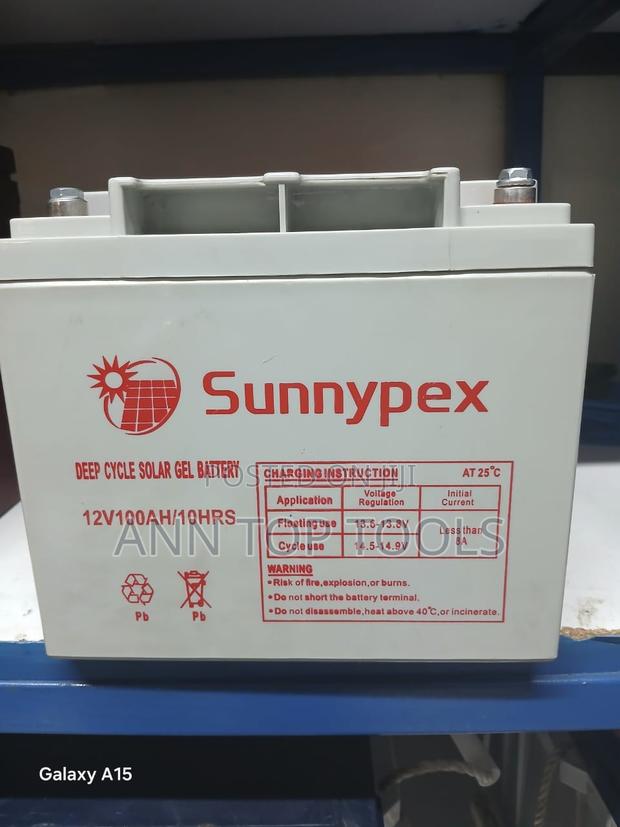 Sunnypex
DEEP CYCLE SOLAR GEL BATTERY
12V100AH/10HRS
Pb Pb
CHARGING INSTRUCTION AT 25°C
Application Voltage Regulation Initial Current
Floating use 13.6-13.8V Less than 8A
Cycle use 14.5-14.9V
WARNING
• Risk of fire,explosion,or burns.
• Do not short the battery terminal.
• Do not disassemble,heat above 40°C,or incinerate.
POSTED ON JIJI
ANN TOP TOOLS
Galaxy A15